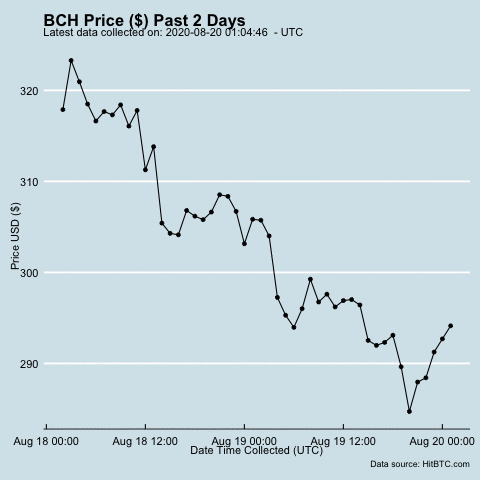 BCH Price ($) Past 2 Days
Latest data collected on: 2020-08-20 01:04:46 - UTC
320
310
300
290
Price USD ($)
Aug 18 00:00 Aug 18 12:00 Aug 19 00:00 Aug 19 12:00 Aug 20 00:00
Date Time Collected (UTC)
Data source: HitBTC.com